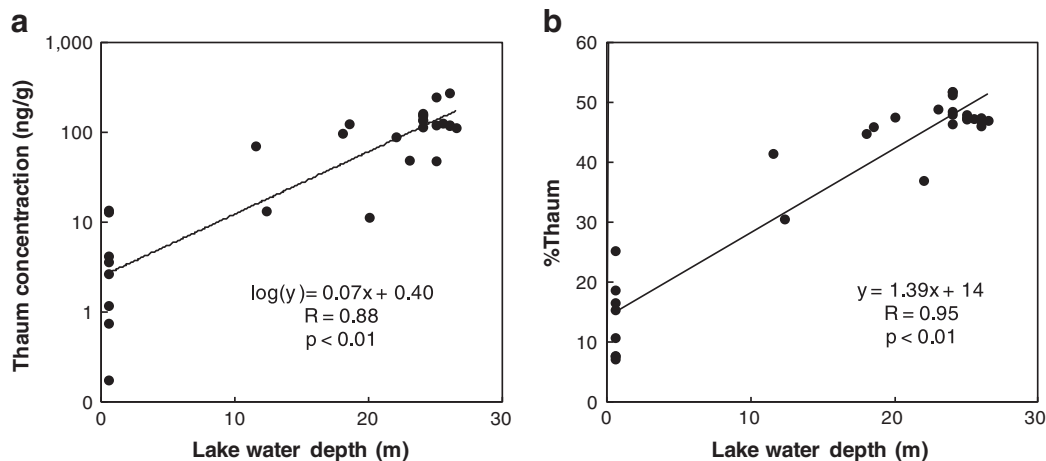 a
Thaum concentration (ng/g)
1,000
100
10
1
0
0
10
20
30
Lake water depth (m)
log(y) = 0.07x + 0.40
R = 0.88
p < 0.01
b
%Thaum
60
50
40
30
20
10
0
0
10
20
30
Lake water depth (m)
y = 1.39x + 14
R = 0.95
p < 0.01